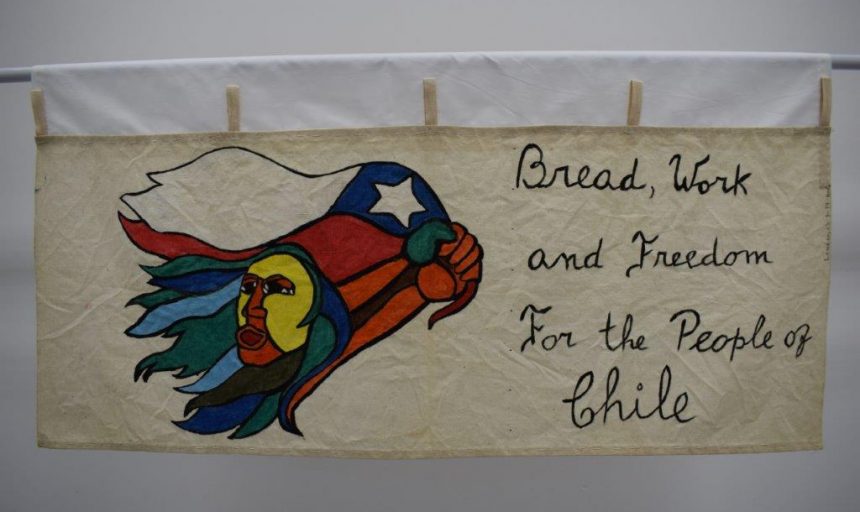 Bread, Work
and Freedom
For the People of
Chile